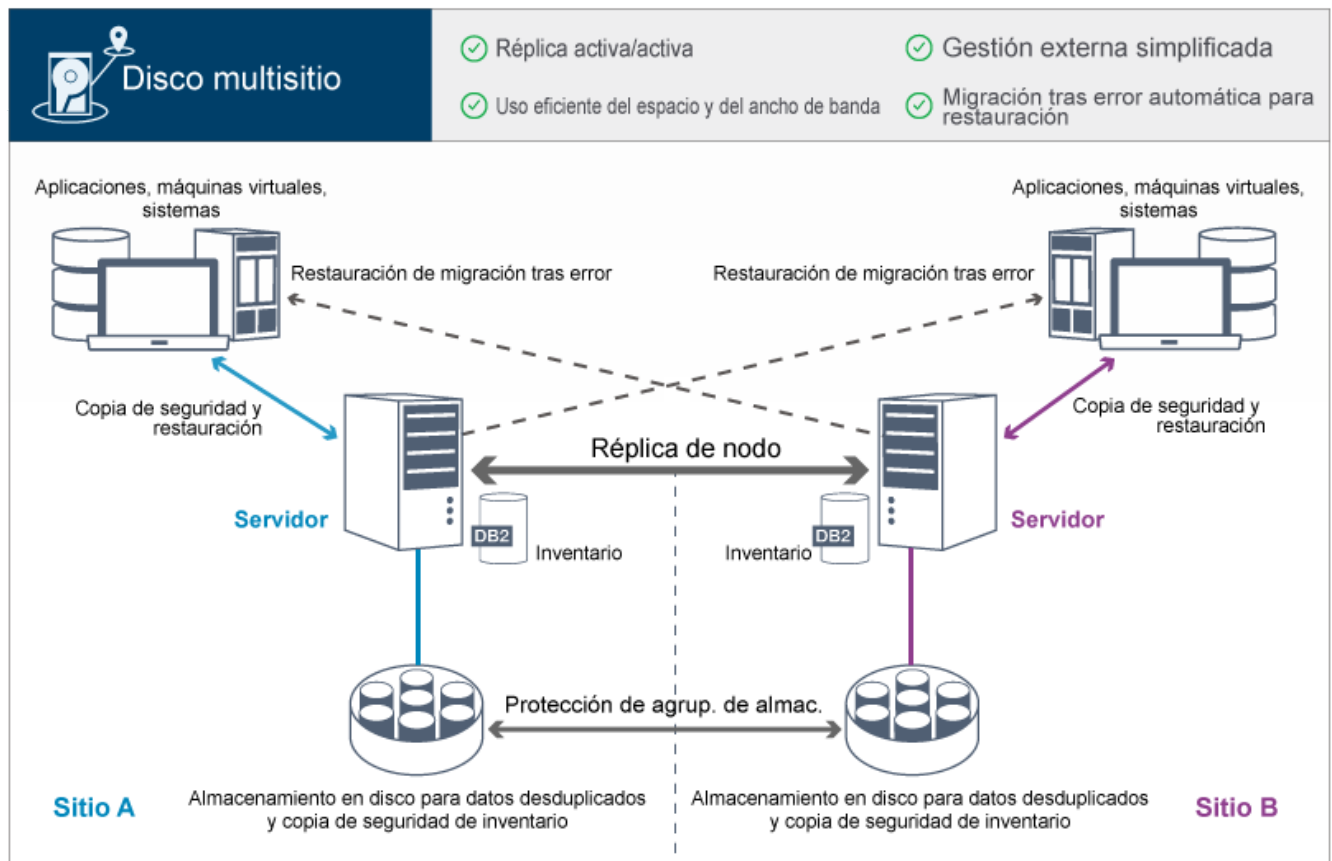 Disco multisitio
Réplica activa/activa
Gestión externa simplificada
Uso eficiente del espacio y del ancho de banda
Migración tras error automática para
restauración
Aplicaciones, máquinas virtuales,
sistemas
Aplicaciones, máquinas virtuales,
sistemas
Restauración de migración tras error
Restauración de migración tras error
Copia de seguridad y
restauración
Copia de seguridad y
restauración
Réplica de nodo
Servidor
DB2
Inventario
Inventario
DB2
Servidor
Protección de agrup. de almac.
Sitio A
Almacenamiento en disco para datos desduplicados
y copia de seguridad de inventario
Almacenamiento en disco para datos desduplicados
y copia de seguridad de inventario
Sitio B